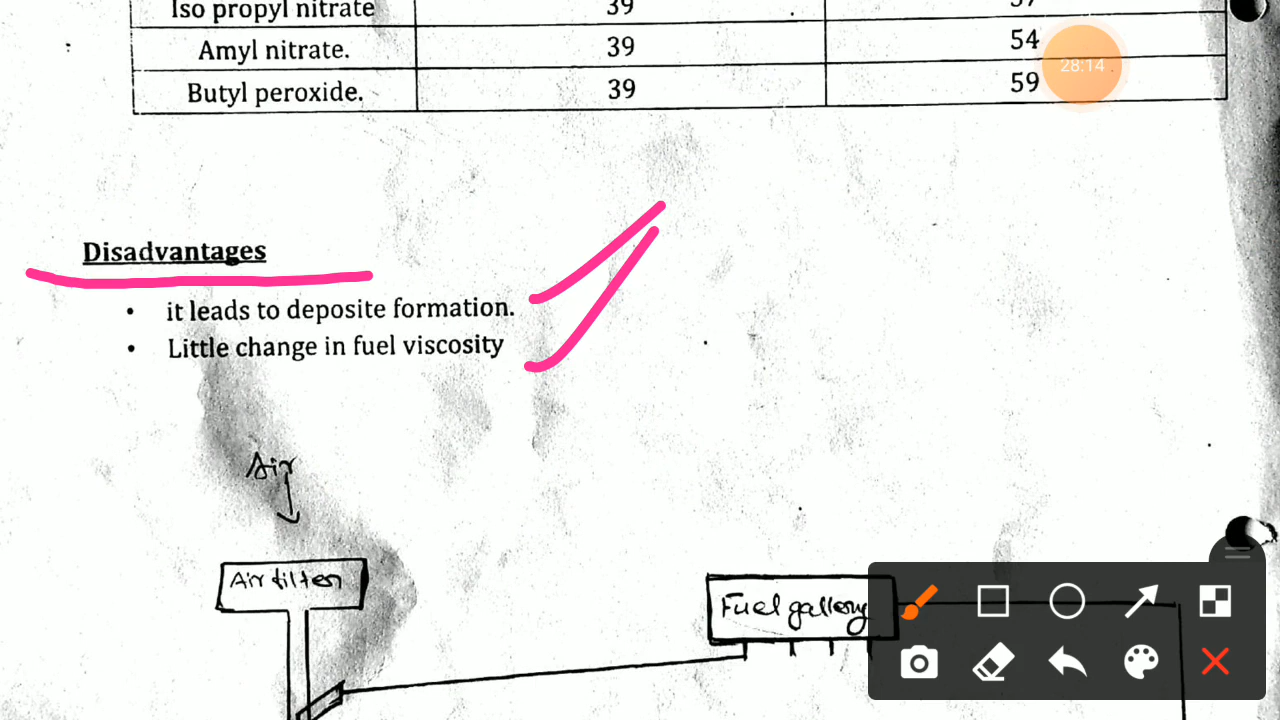 Iso propyl nitrate 39
Amyl nitrate. 39 54
28:14
Butyl peroxide. 39 59
Disadvantages
• it leads to deposite formation.
• Little change in fuel viscosity
Air
Air filter
Fuel gallery